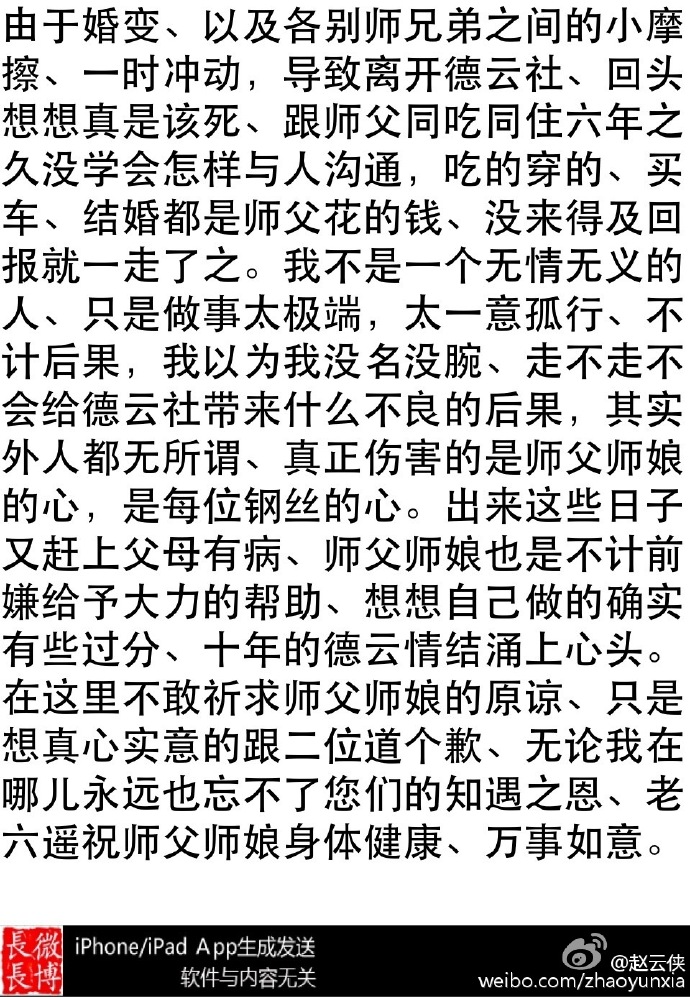 由于婚变、以及各别师兄弟之间的小摩
擦、一时冲动，导致离开德云社、回头
想想真是该死、跟师父同吃同住六年之
久没学会怎样与人沟通，吃的穿的、买
车、结婚都是师父花的钱、没来得及回
报就一走了之。我不是一个无情无义的
人、只是做事太极端，太一意孤行、不
计后果，我以为我没名没腕、走不走不
会给德云社带来什么不良的后果，其实
外人都无所谓、真正伤害的是师父师娘
的心，是每位钢丝的心。出来这些日子
又赶上父母有病、师父师娘也是不计前
嫌给予大力的帮助、想想自己做的确实
有些过分、十年的德云情结涌上心头。
在这里不敢祈求师父师娘的原谅、只是
想真心实意的跟二位道个歉、无论我在
哪儿永远也忘不了您们的知遇之恩、老
六遥祝师父师娘身体健康、万事如意。
長微
長博
iPhone/iPad App生成发送
软件与内容无关
@赵云侠
weibo.com/zhaoyunxia